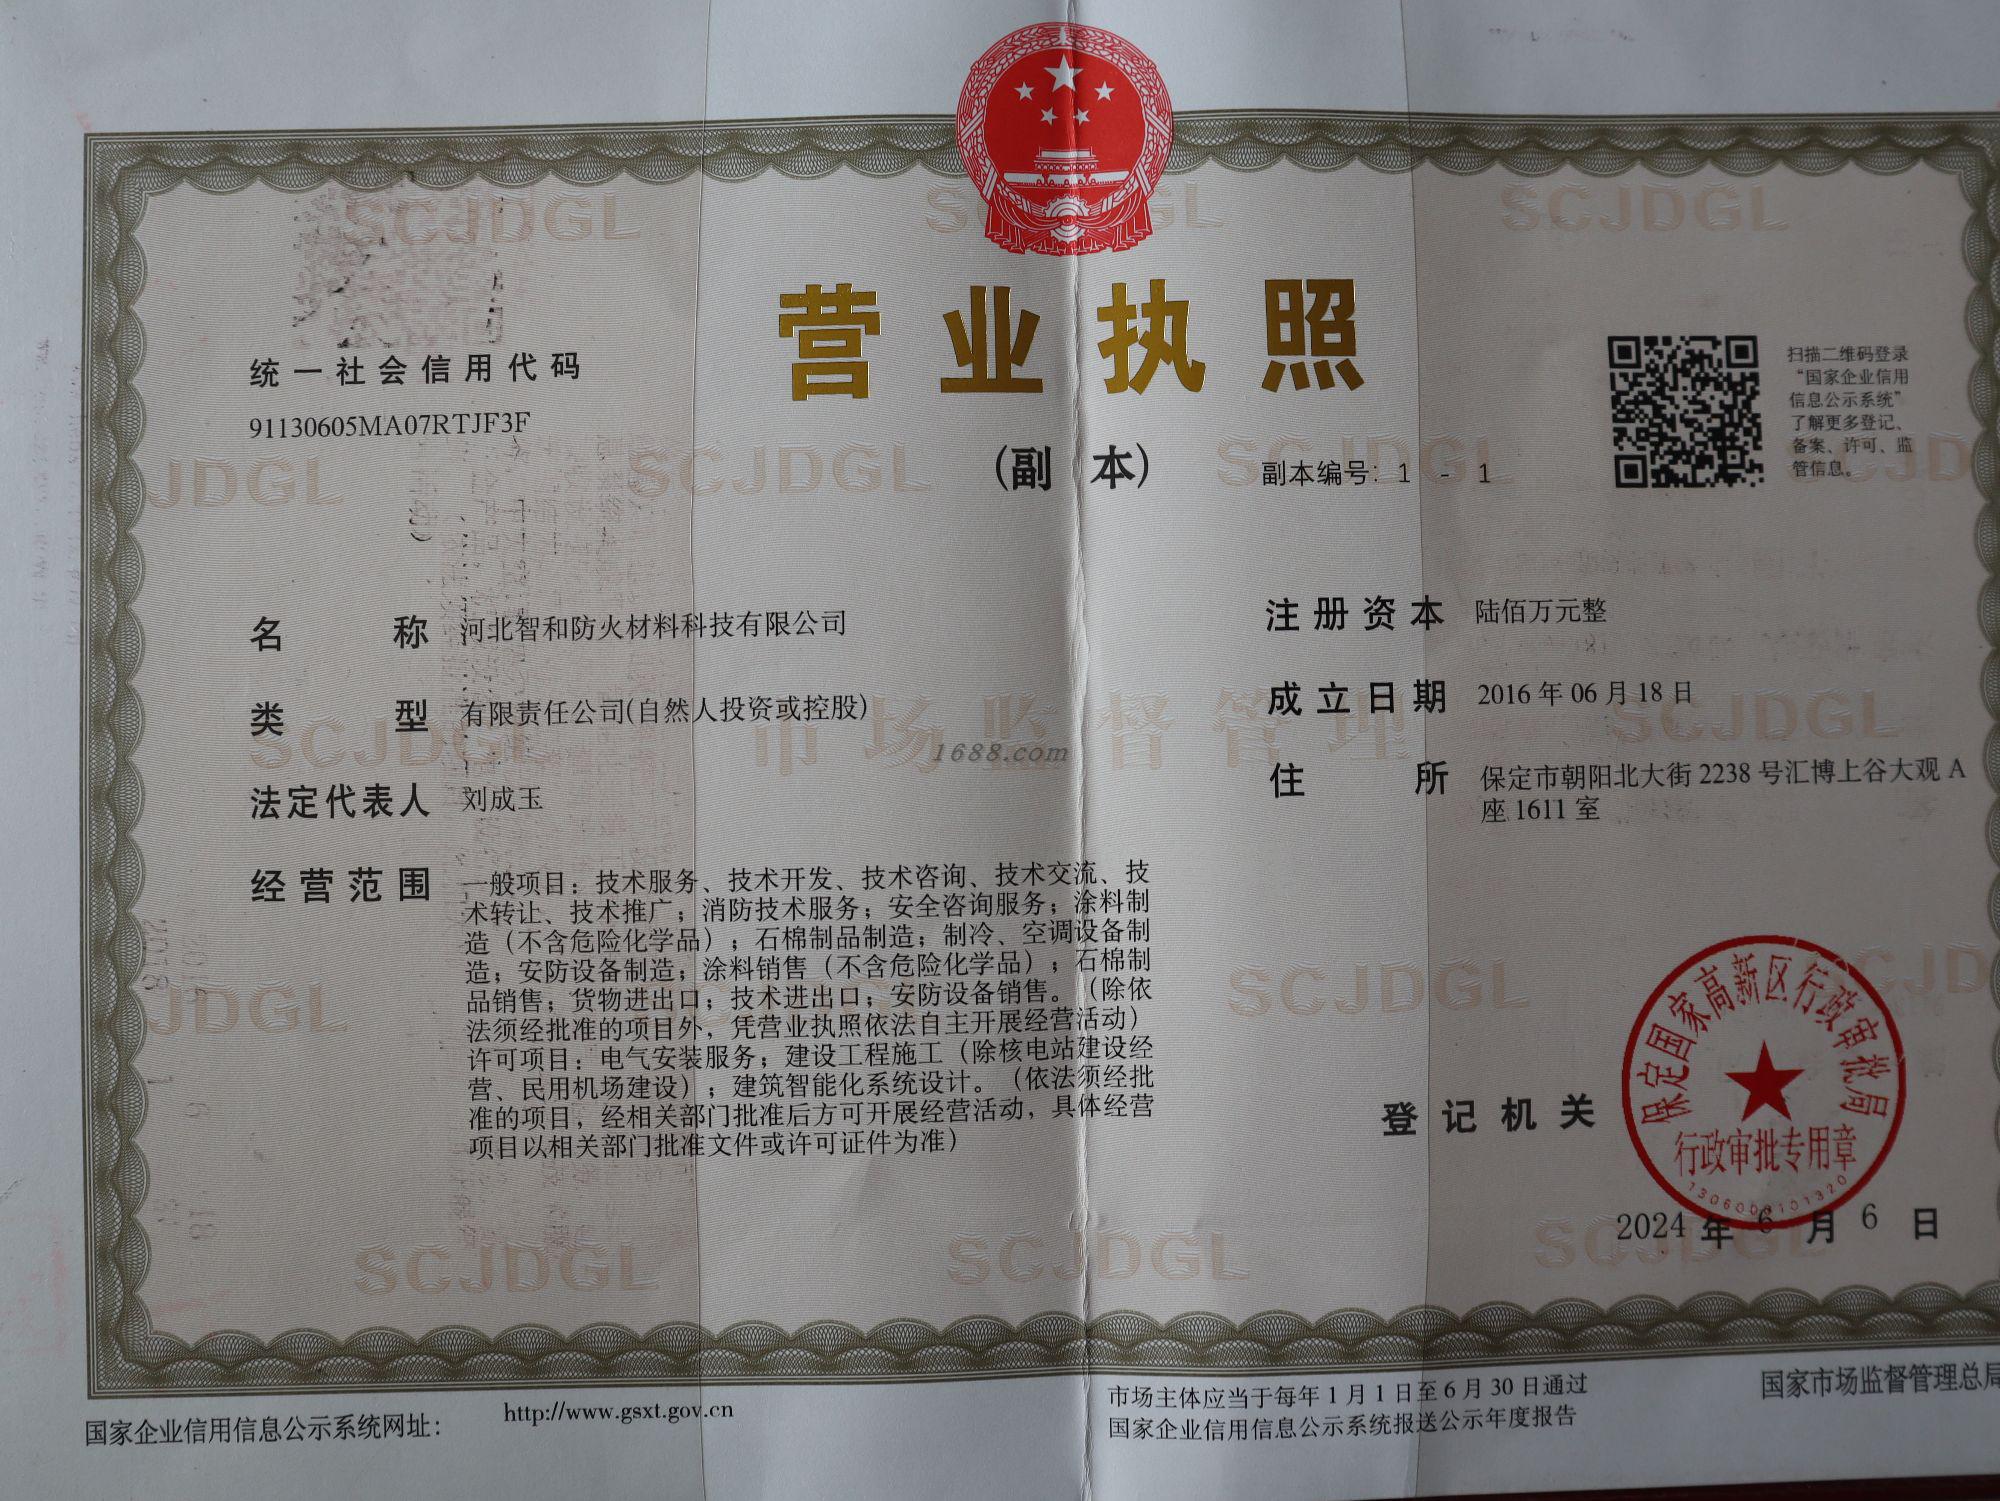 营业执照
(副 本)
副本编号: 1 - 1
统一社会信用代码
91130605MA07RTJF3F
扫描二维码登录
“国家企业信用
信息公示系统”
了解更多登记、
备案、许可、监
管信息。
名 称 河北智和防火材料科技有限公司
类 型 有限责任公司(自然人投资或控股)
法定代表人 刘成玉
经营范围 一般项目：技术服务、技术开发、技术咨询、技术交流、技
术转让、技术推广；消防技术服务；安全咨询服务；涂料制
造（不含危险化学品）；石棉制品制造；制冷、空调设备制
造；安防设备制造；涂料销售（不含危险化学品）；石棉制
品销售；货物进出口；技术进出口；安防设备销售。（除依
法须经批准的项目外，凭营业执照依法自主开展经营活动）
许可项目：电气安装服务；建设工程施工（除核电站建设经
营、民用机场建设）；建筑智能化系统设计。（依法须经批
准的项目，经相关部门批准后方可开展经营活动，具体经营
项目以相关部门批准文件或许可证件为准）
注册资本 陆佰万元整
成立日期 2016 年 06 月 18 日
住 所 保定市朝阳北大街 2238 号汇博上谷大观 A
座 1611 室
登记机关
保定国家高新区行政审批局
行政审批专用章
2024 年 6 月 6 日
市场监督管理
SCJDGL
1688.com
国家企业信用信息公示系统网址：
http://www.gsxt.gov.cn
市场主体应当于每年 1 月 1 日至 6 月 30 日通过
国家企业信用信息公示系统报送公示年度报告
国家市场监督管理总局